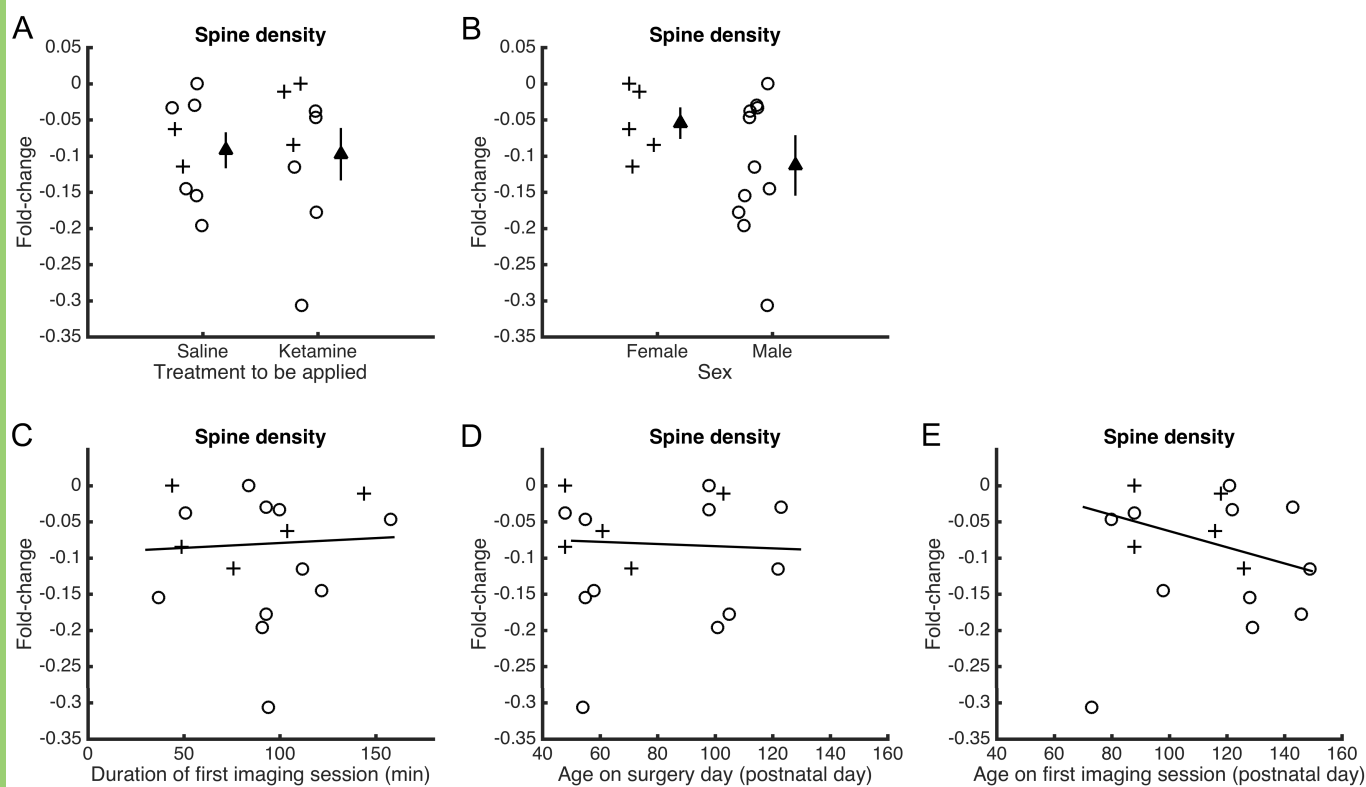 A
Spine density
0.05
0
-0.05
-0.1
-0.15
-0.2
-0.25
-0.3
-0.35
Fold-change
Saline
Ketamine
Treatment to be applied
B
Spine density
0.05
0
-0.05
-0.1
-0.15
-0.2
-0.25
-0.3
-0.35
Fold-change
Female
Male
Sex
C
Spine density
0
-0.05
-0.1
-0.15
-0.2
-0.25
-0.3
-0.35
Fold-change
0
50
100
150
Duration of first imaging session (min)
D
Spine density
0
-0.05
-0.1
-0.15
-0.2
-0.25
-0.3
-0.35
Fold-change
40
60
80
100
120
140
160
Age on surgery day (postnatal day)
E
Spine density
0
-0.05
-0.1
-0.15
-0.2
-0.25
-0.3
-0.35
Fold-change
40
60
80
100
120
140
160
Age on first imaging session (postnatal day)